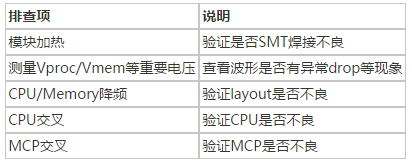 排查项 说明
模块加热 验证是否SMT焊接不良
测量Vproc/Vmem等重要电压 查看波形是否有异常drop等现象
CPU/Memory降频 验证layout是否不良
CPU交叉 验证CPU是否不良
MCP交叉 验证MCP是否不良